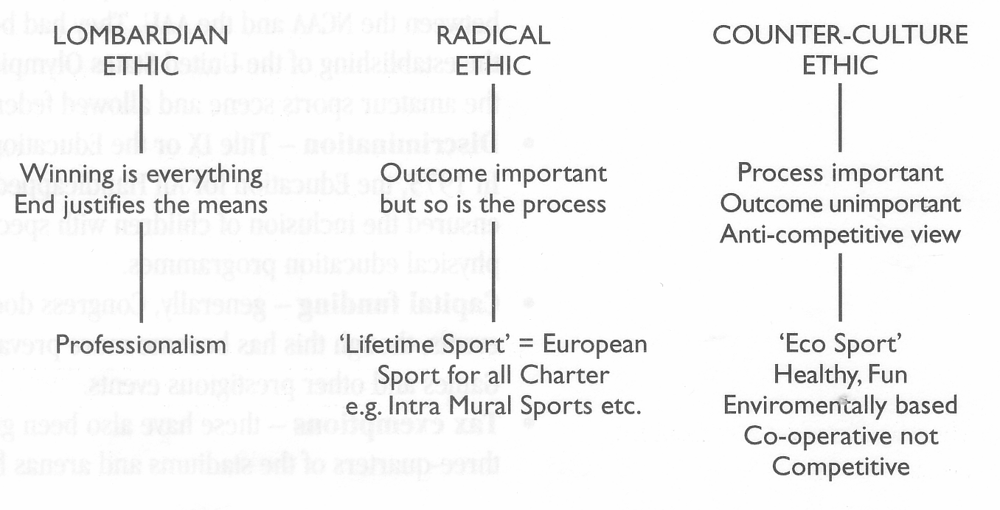 LOMBARDIAN
ETHIC
Winning is everything
End justifies the means
Professionalism
RADICAL
ETHIC
Outcome important
but so is the process
'Lifetime Sport' = European
Sport for all Charter
e.g. Intra Mural Sports etc.
COUNTER-CULTURE
ETHIC
Process important
Outcome unimportant
Anti-competitive view
'Eco Sport'
Healthy, Fun
Enviromentally based
Co-operative not
Competitive